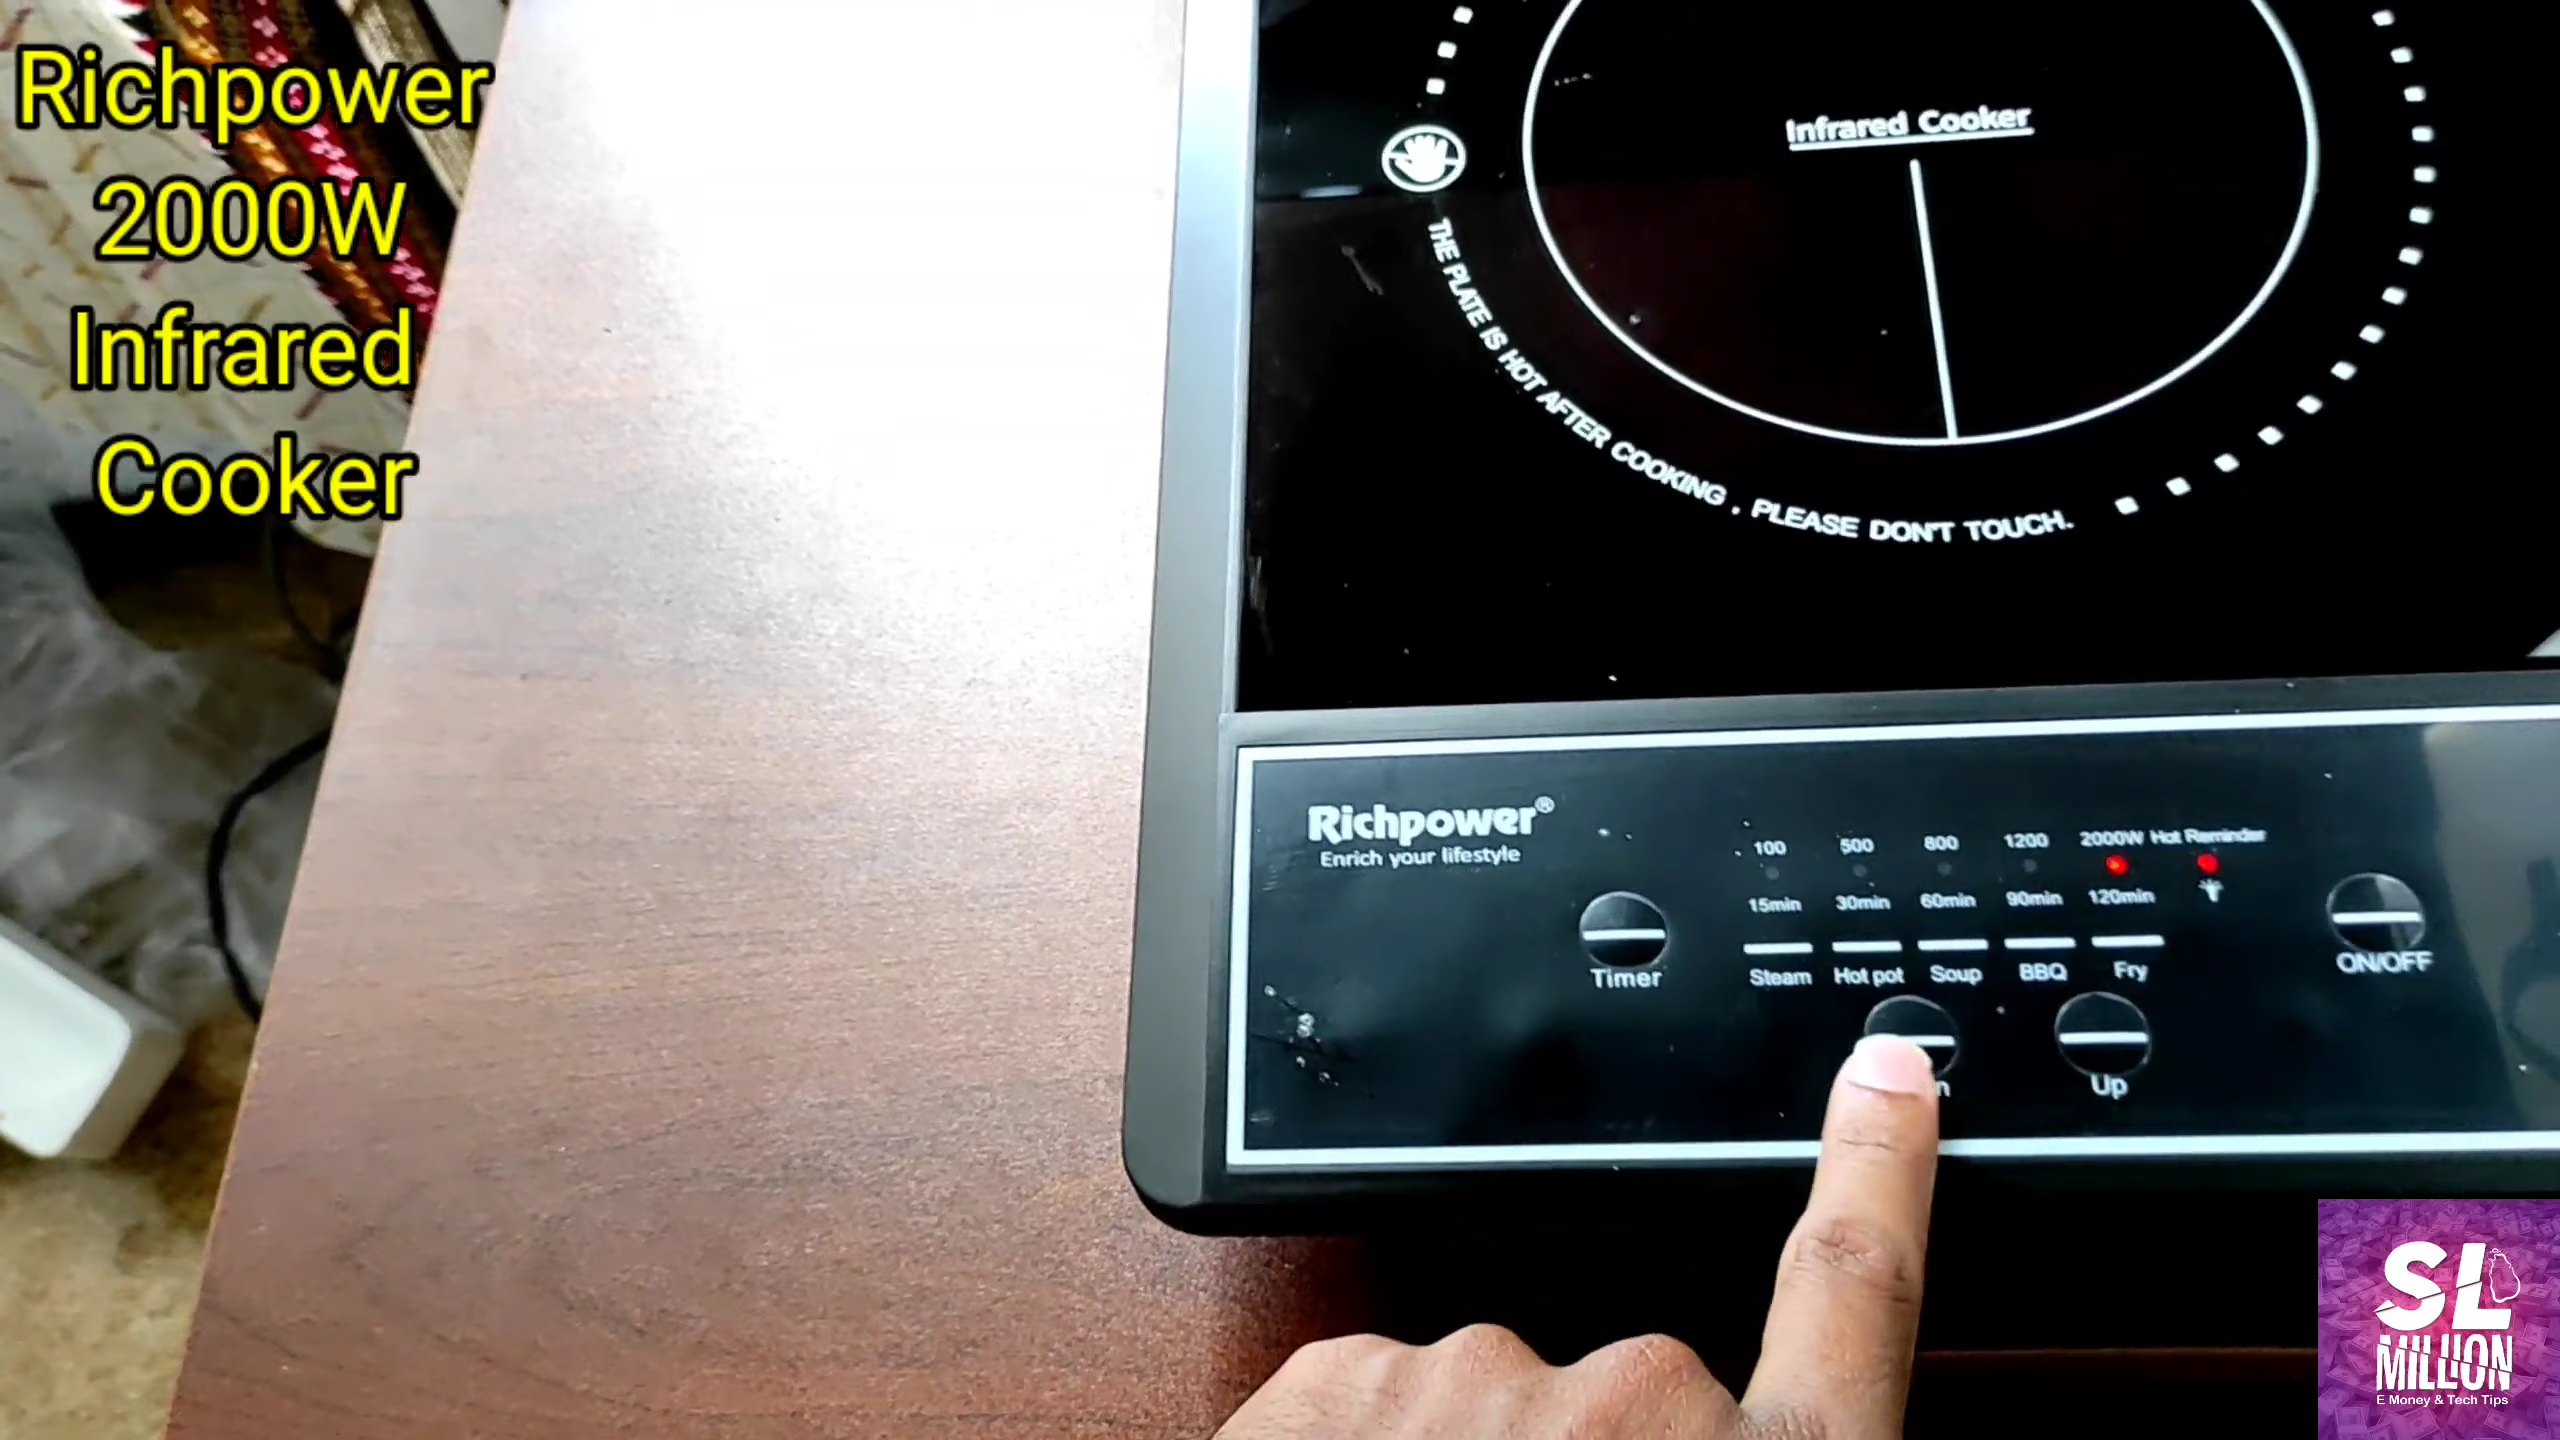 Richpower
2000W
Infrared
Cooker
Infrared Cooker
THE PLATE IS HOT AFTER COOKING , PLEASE DON'T TOUCH.
Richpower®
Enrich your lifestyle
100 500 800 1200 2000W Hot Reminder
15min 30min 60min 90min 120min
Timer
Steam Hot pot Soup BBQ Fry
ON/OFF
Up
SL
MILLION
E Money & Tech Tips